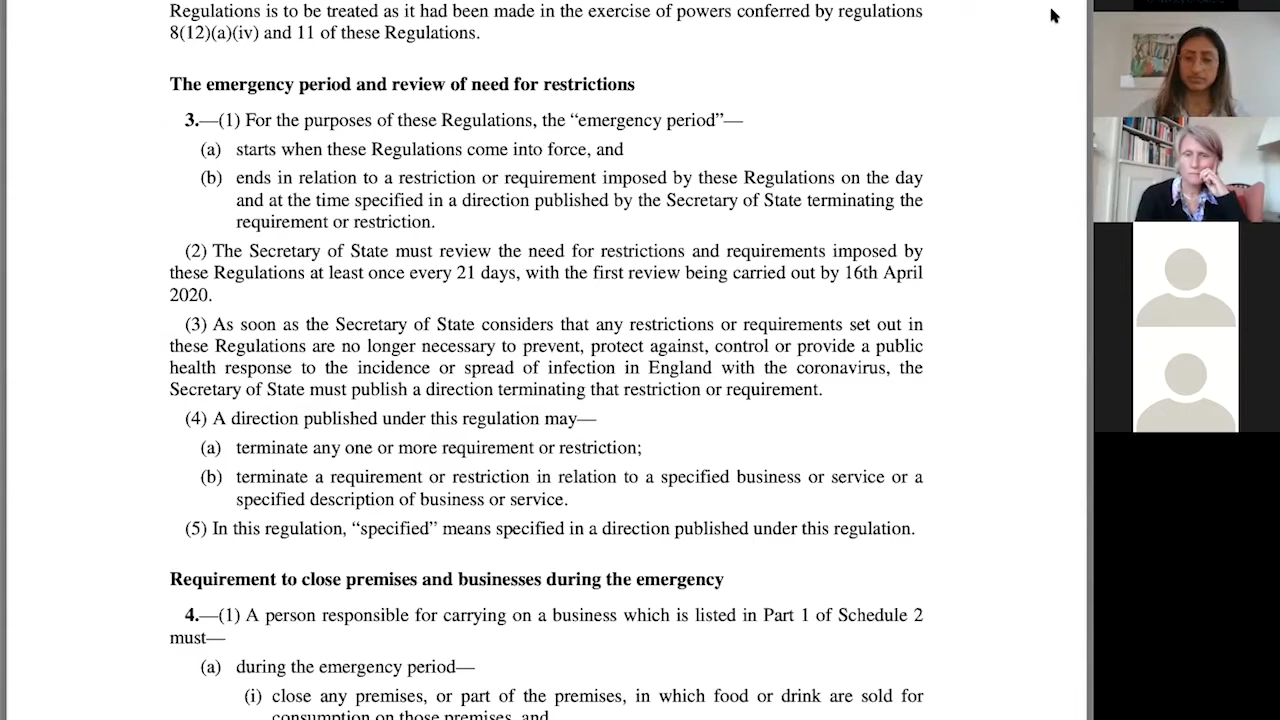 Regulations is to be treated as it had been made in the exercise of powers conferred by regulations
8(12)(a)(iv) and 11 of these Regulations.
The emergency period and review of need for restrictions
3.—(1) For the purposes of these Regulations, the “emergency period”—
(a) starts when these Regulations come into force, and
(b) ends in relation to a restriction or requirement imposed by these Regulations on the day
and at the time specified in a direction published by the Secretary of State terminating the
requirement or restriction.
(2) The Secretary of State must review the need for restrictions and requirements imposed by
these Regulations at least once every 21 days, with the first review being carried out by 16th April
2020.
(3) As soon as the Secretary of State considers that any restrictions or requirements set out in
these Regulations are no longer necessary to prevent, protect against, control or provide a public
health response to the incidence or spread of infection in England with the coronavirus, the
Secretary of State must publish a direction terminating that restriction or requirement.
(4) A direction published under this regulation may—
(a) terminate any one or more requirement or restriction;
(b) terminate a requirement or restriction in relation to a specified business or service or a
specified description of business or service.
(5) In this regulation, “specified” means specified in a direction published under this regulation.
Requirement to close premises and businesses during the emergency
4.—(1) A person responsible for carrying on a business which is listed in Part 1 of Schedule 2
must—
(a) during the emergency period—
(i) close any premises, or part of the premises, in which food or drink are sold for
consumption on those premises, and